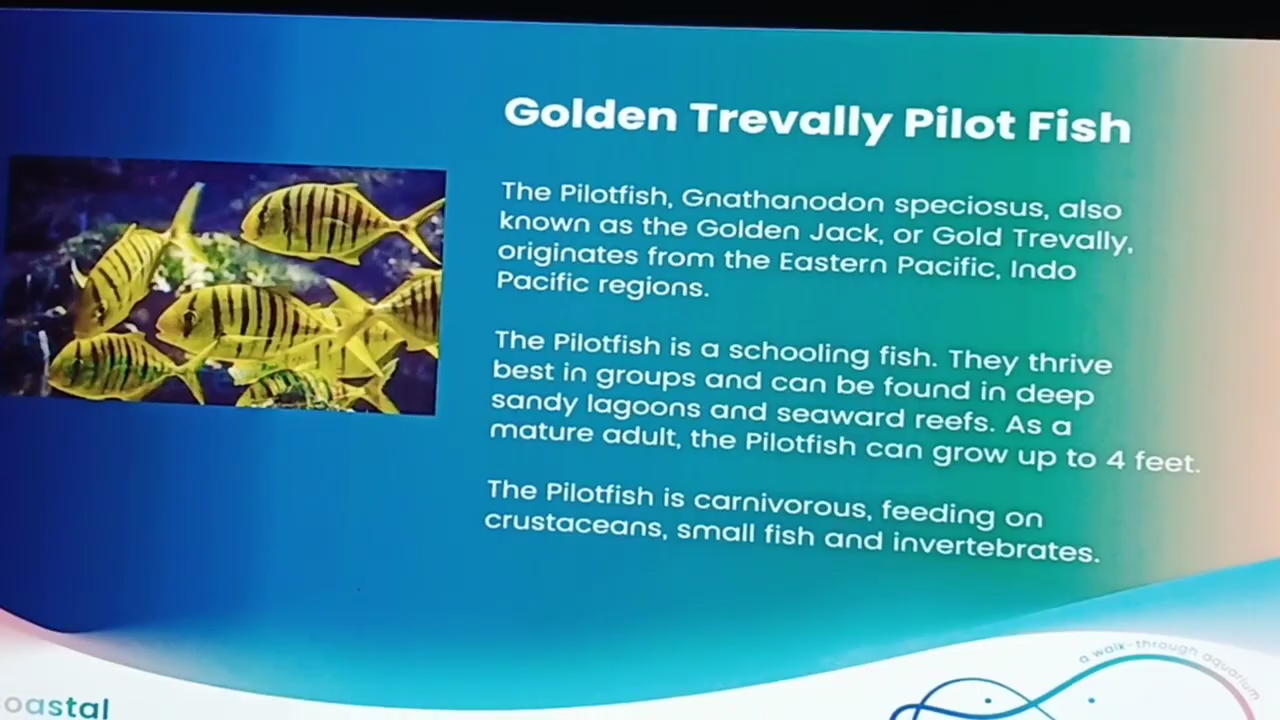 Golden Trevally Pilot Fish
The Pilotfish, Gnathanodon speciosus, also
known as the Golden Jack, or Gold Trevally,
originates from the Eastern Pacific, Indo
Pacific regions.
The Pilotfish is a schooling fish. They thrive
best in groups and can be found in deep
sandy lagoons and seaward reefs. As a
mature adult, the Pilotfish can grow up to 4 feet.
The Pilotfish is carnivorous, feeding on
crustaceans, small fish and invertebrates.
a walk-through aquarium
oastal